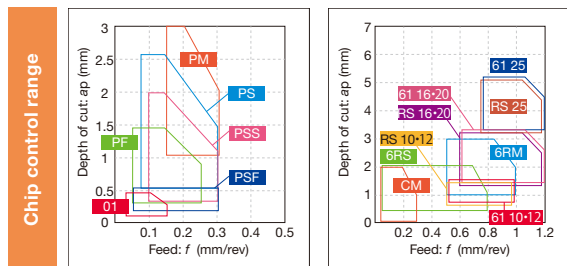 Chip control range
Depth of cut: ap (mm)
3
2.5
2
1.5
1
0.5
0
PM
PS
PSS
PF
PSF
01
0.1 0.2 0.3 0.4 0.5
Feed: f (mm/rev)
Depth of cut: ap (mm)
7
6
5
4
3
2
1
0
61 25
RS 25
61 16•20
RS 16•20
RS 10•12
6RS
6RM
CM
61 10•12
0.2 0.4 0.6 0.8 1 1.2
Feed: f (mm/rev)